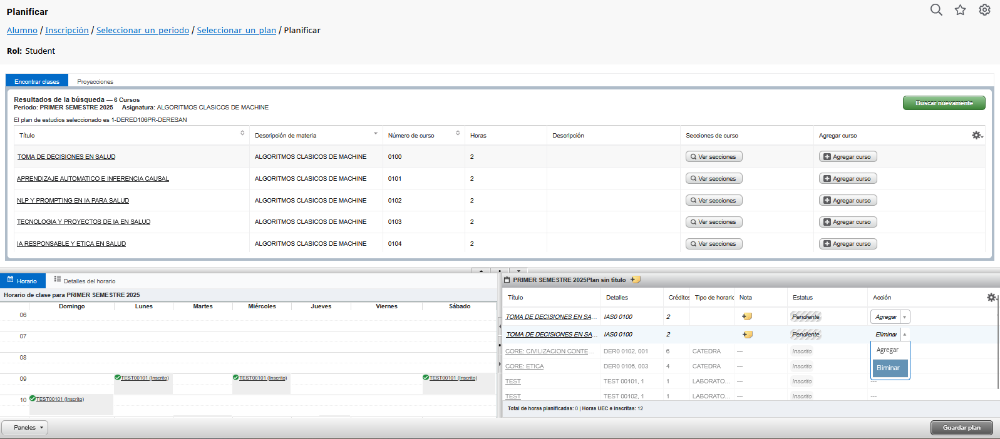 Planificar
Alumno / Inscripción / Seleccionar un periodo / Seleccionar un plan / Planificar
Rol: Student
Encontrar clases Proyecciones
Resultados de la búsqueda — 6 Cursos
Periodo: PRIMER SEMESTRE 2025 Asignatura: ALGORITMOS CLASICOS DE MACHINE
Buscar nuevamente
El plan de estudios seleccionado es 1-DERED106PR-DERESAN
Título Descripción de materia Número de curso Horas Descripción Secciones de curso Agregar curso
TOMA DE DECISIONES EN SALUD ALGORITMOS CLASICOS DE MACHINE 0100 2 Ver secciones Agregar curso
APRENDIZAJE AUTOMATICO E INFERENCIA CAUSAL ALGORITMOS CLASICOS DE MACHINE 0101 2 Ver secciones Agregar curso
NLP Y PROMPTING EN IA PARA SALUD ALGORITMOS CLASICOS DE MACHINE 0102 2 Ver secciones Agregar curso
TECNOLOGIA Y PROYECTOS DE IA EN SALUD ALGORITMOS CLASICOS DE MACHINE 0103 2 Ver secciones Agregar curso
IA RESPONSABLE Y ETICA EN SALUD ALGORITMOS CLASICOS DE MACHINE 0104 2 Ver secciones Agregar curso
Horario Detalles del horario
Horario de clase para PRIMER SEMESTRE 2025
Domingo Lunes Martes Miércoles Jueves Viernes Sábado
06
07
08
09 TEST00101 (Inscrito) TEST00101 (Inscrito) TEST00101 (Inscrito)
10 TEST00101 (Inscrito)
PRIMER SEMESTRE 2025Plan sin título
Título Detalles Créditos Tipo de horario Nota Estatus Acción
TOMA DE DECISIONES EN SA... IAS0 0100 2 Pendiente Agregar
TOMA DE DECISIONES EN SA... IAS0 0100 2 Pendiente Eliminar
Agregar
Eliminar
CORE: CIVILIZACION CONTE... DER0 0102, 001 6 CATEDRA --- Inscrito
CORE: ETICA DER0 0106, 003 4 CATEDRA --- Inscrito
TEST TEST 00101, 1 1 LABORATO... --- Inscrito ---
TEST TEST 00102, 1 1 LABORATO... --- Inscrito ---
Total de horas planificadas: 0 | Horas UEC e inscritas: 12
Paneles Guardar plan